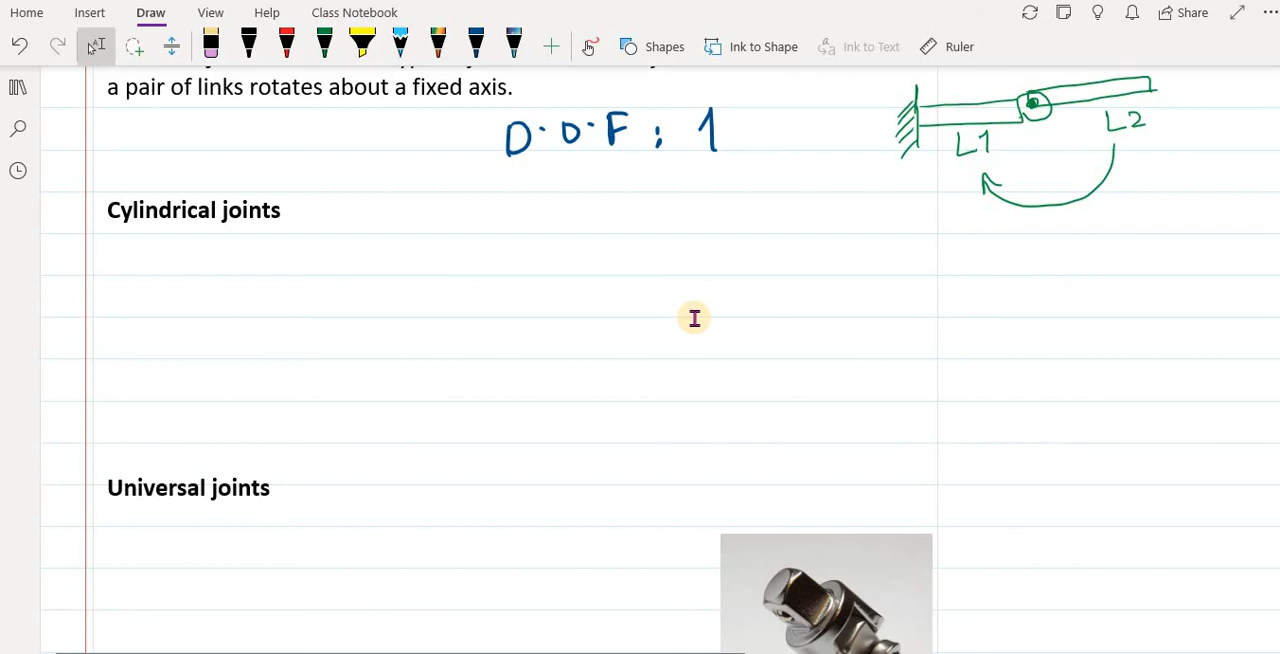 Home Insert Draw View Help Class Notebook Share
Shapes Ink to Shape Ink to Text Ruler
a pair of links rotates about a fixed axis.
D.O.F : 1
L1 L2
Cylindrical joints
Universal joints